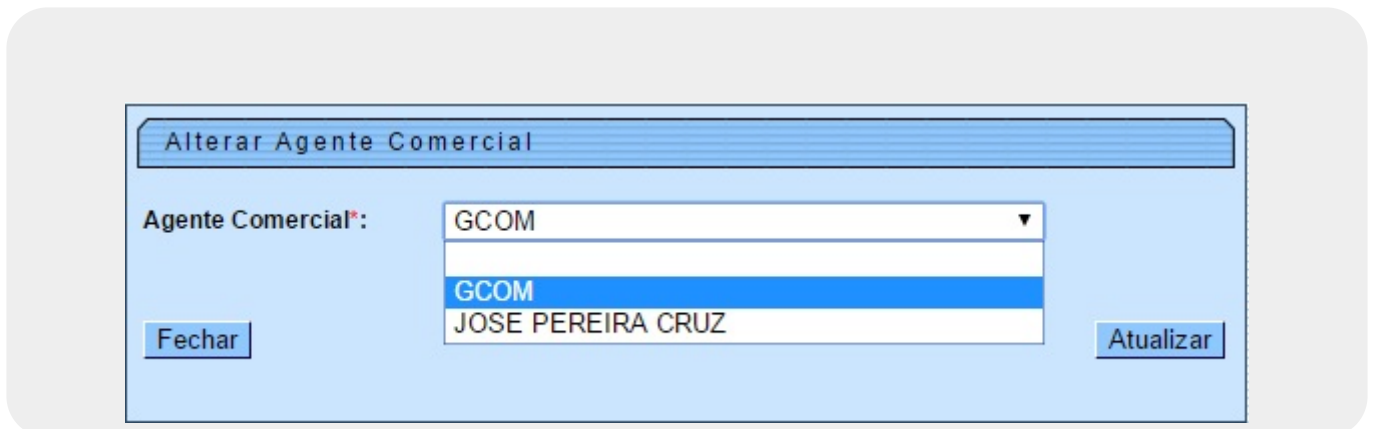 Alterar Agente Comercial
Agente Comercial*: GCOM
GCOM
JOSE PEREIRA CRUZ
Fechar Atualizar